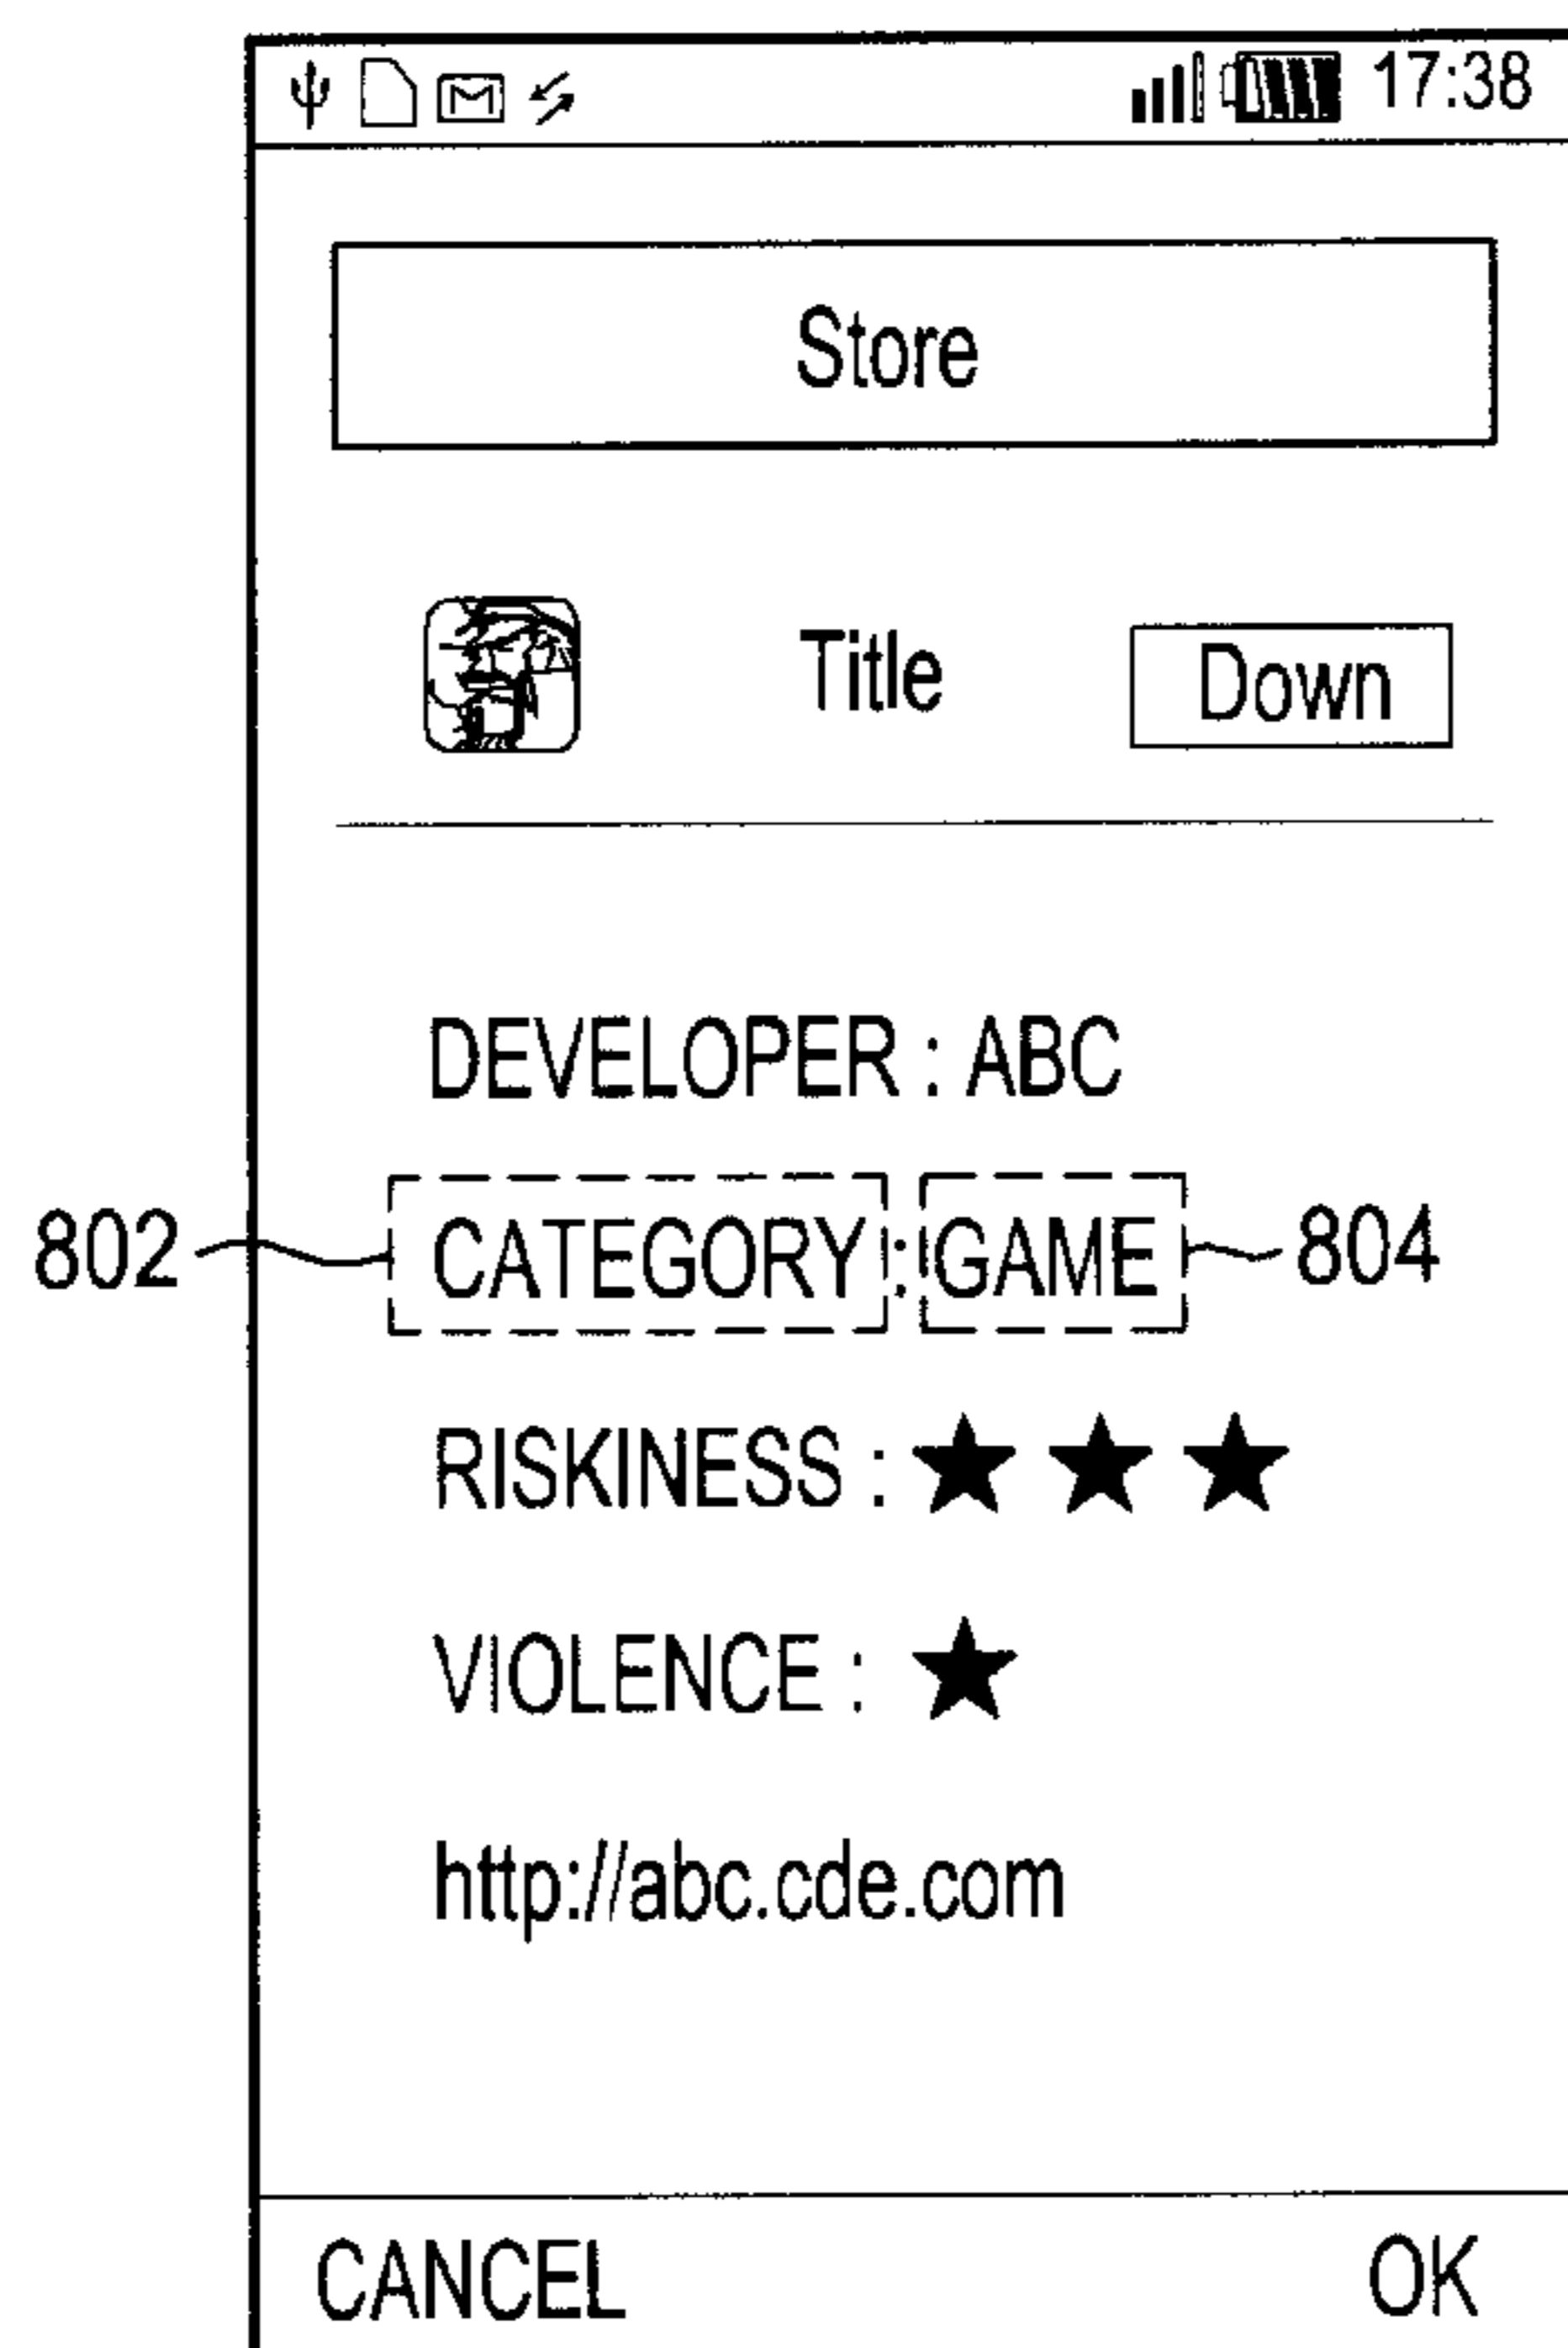 17:38
Store
Title Down
DEVELOPER : ABC
802 CATEGORY : GAME 804
RISKINESS : ★ ★ ★
VIOLENCE : ★
http://abc.cde.com
CANCEL OK